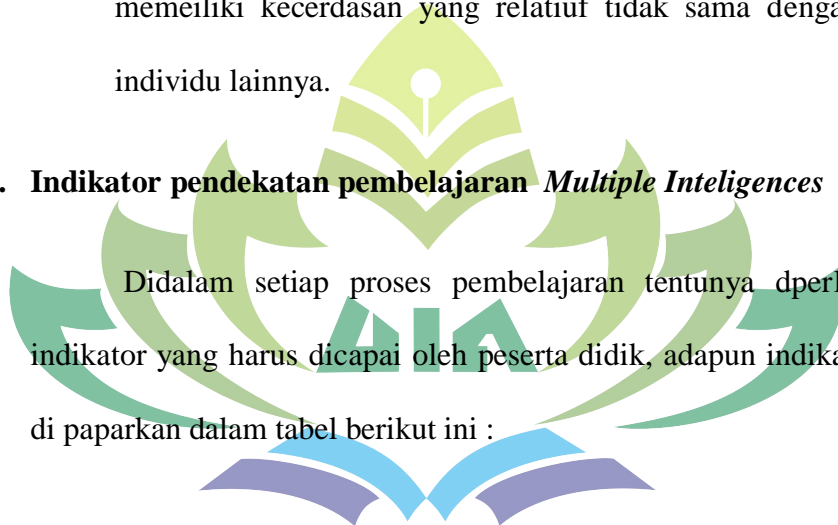 memeiliki kecerdasan yang relatiuf tidak sama denga
individu lainnya.
. Indikator pendekatan pembelajaran Multiple Inteligences
Didalam setiap proses pembelajaran tentunya dperl
indikator yang harus dicapai oleh peserta didik, adapun indika
di paparkan dalam tabel berikut ini :